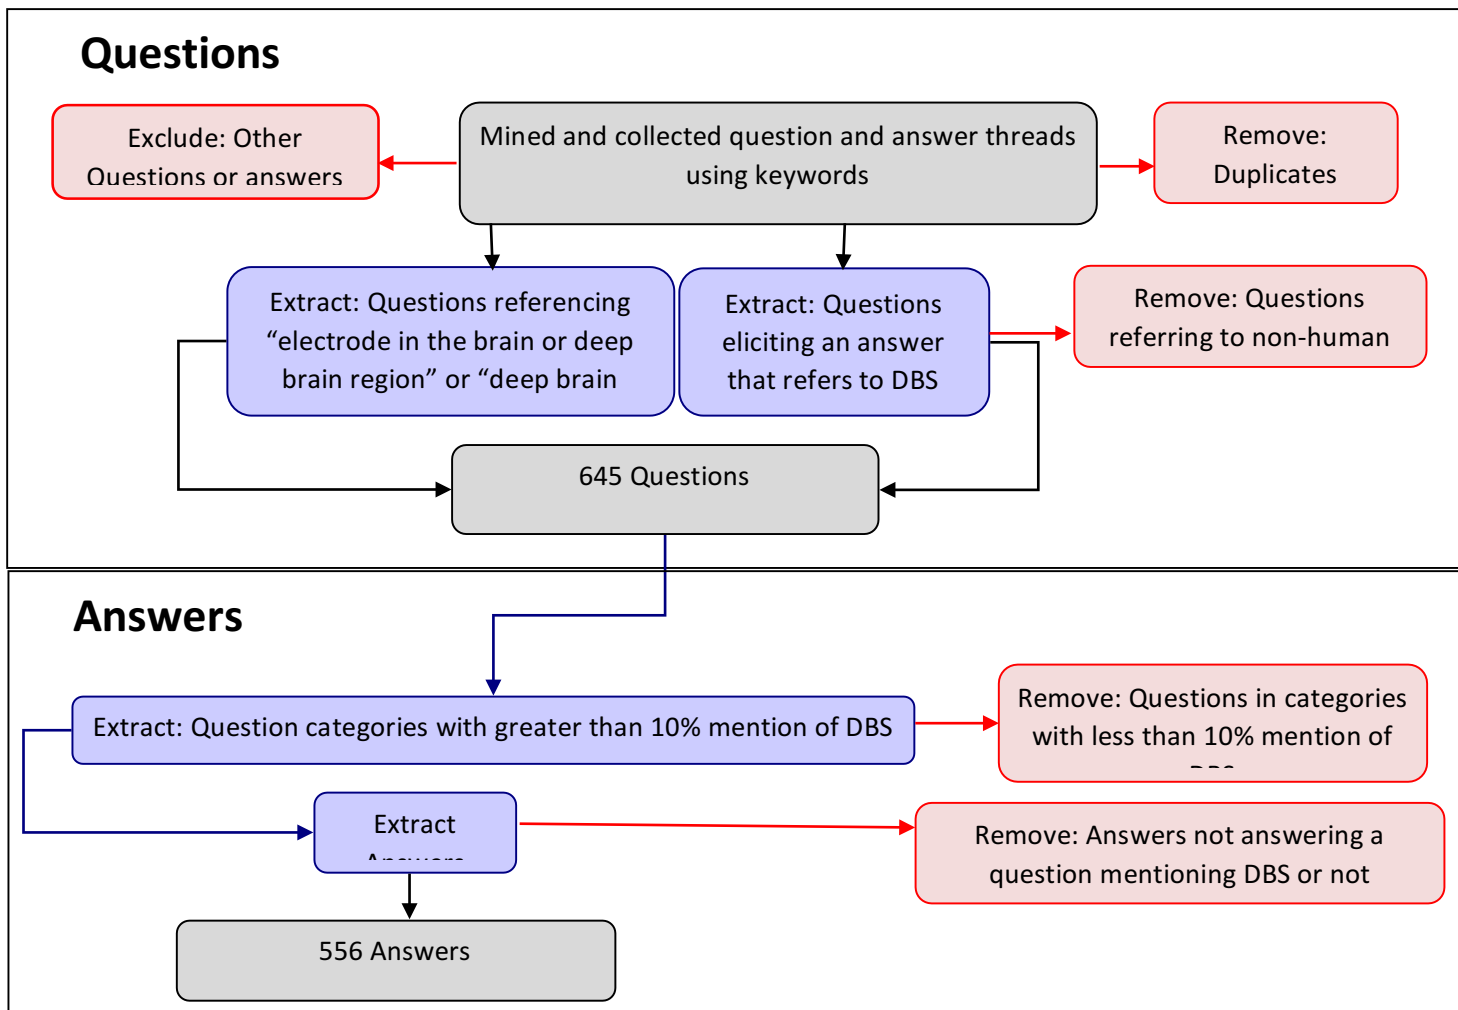 Questions
Exclude: Other
Questions or answers
Mined and collected question and answer threads
using keywords
Remove:
Duplicates
Extract: Questions referencing
“electrode in the brain or deep
brain region” or “deep brain
Extract: Questions
eliciting an answer
that refers to DBS
Remove: Questions
referring to non-human
645 Questions
Answers
Extract: Question categories with greater than 10% mention of DBS
Remove: Questions in categories
with less than 10% mention of
DBS
Extract
Answers
Remove: Answers not answering a
question mentioning DBS or not
556 Answers